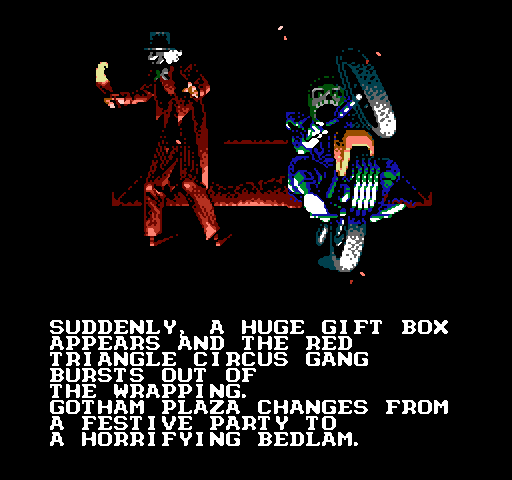 SUDDENLY, A HUGE GIFT BOX
APPEARS AND THE RED
TRIANGLE CIRCUS GANG
BURSTS OUT OF
THE WRAPPING.
GOTHAM PLAZA CHANGES FROM
A FESTIVE PARTY TO
A HORRIFYING BEDLAM.